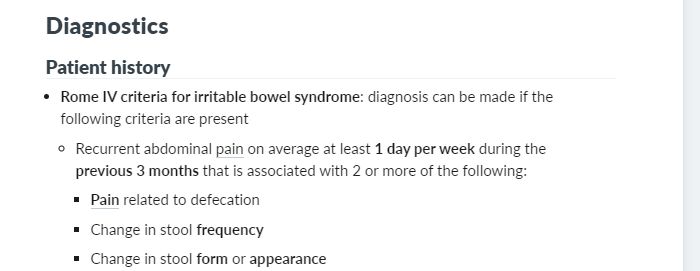 Diagnostics
Patient history
• Rome IV criteria for irritable bowel syndrome: diagnosis can be made if the
following criteria are present
○ Recurrent abdominal pain on average at least 1 day per week during the
previous 3 months that is associated with 2 or more of the following:
▪ Pain related to defecation
▪ Change in stool frequency
▪ Change in stool form or appearance